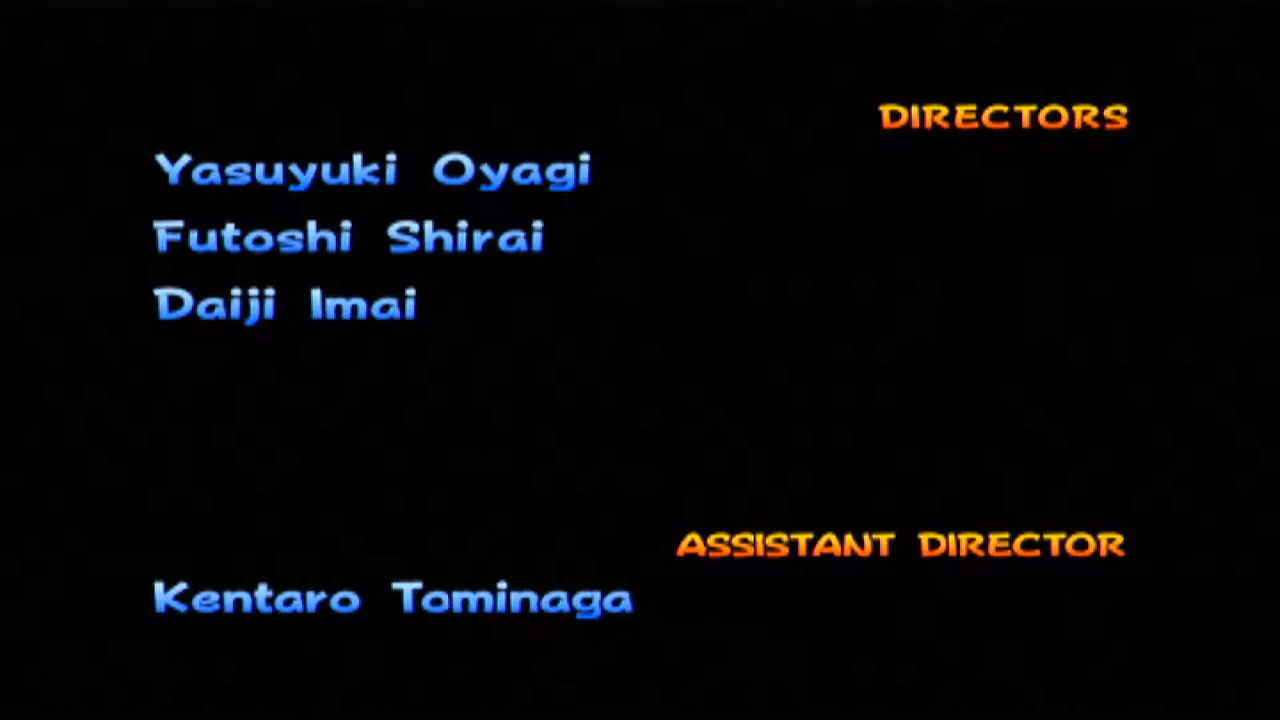 DIRECTORS
Yasuyuki Oyagi
Futoshi Shirai
Daiji Imai
ASSISTANT DIRECTOR
Kentaro Tominaga